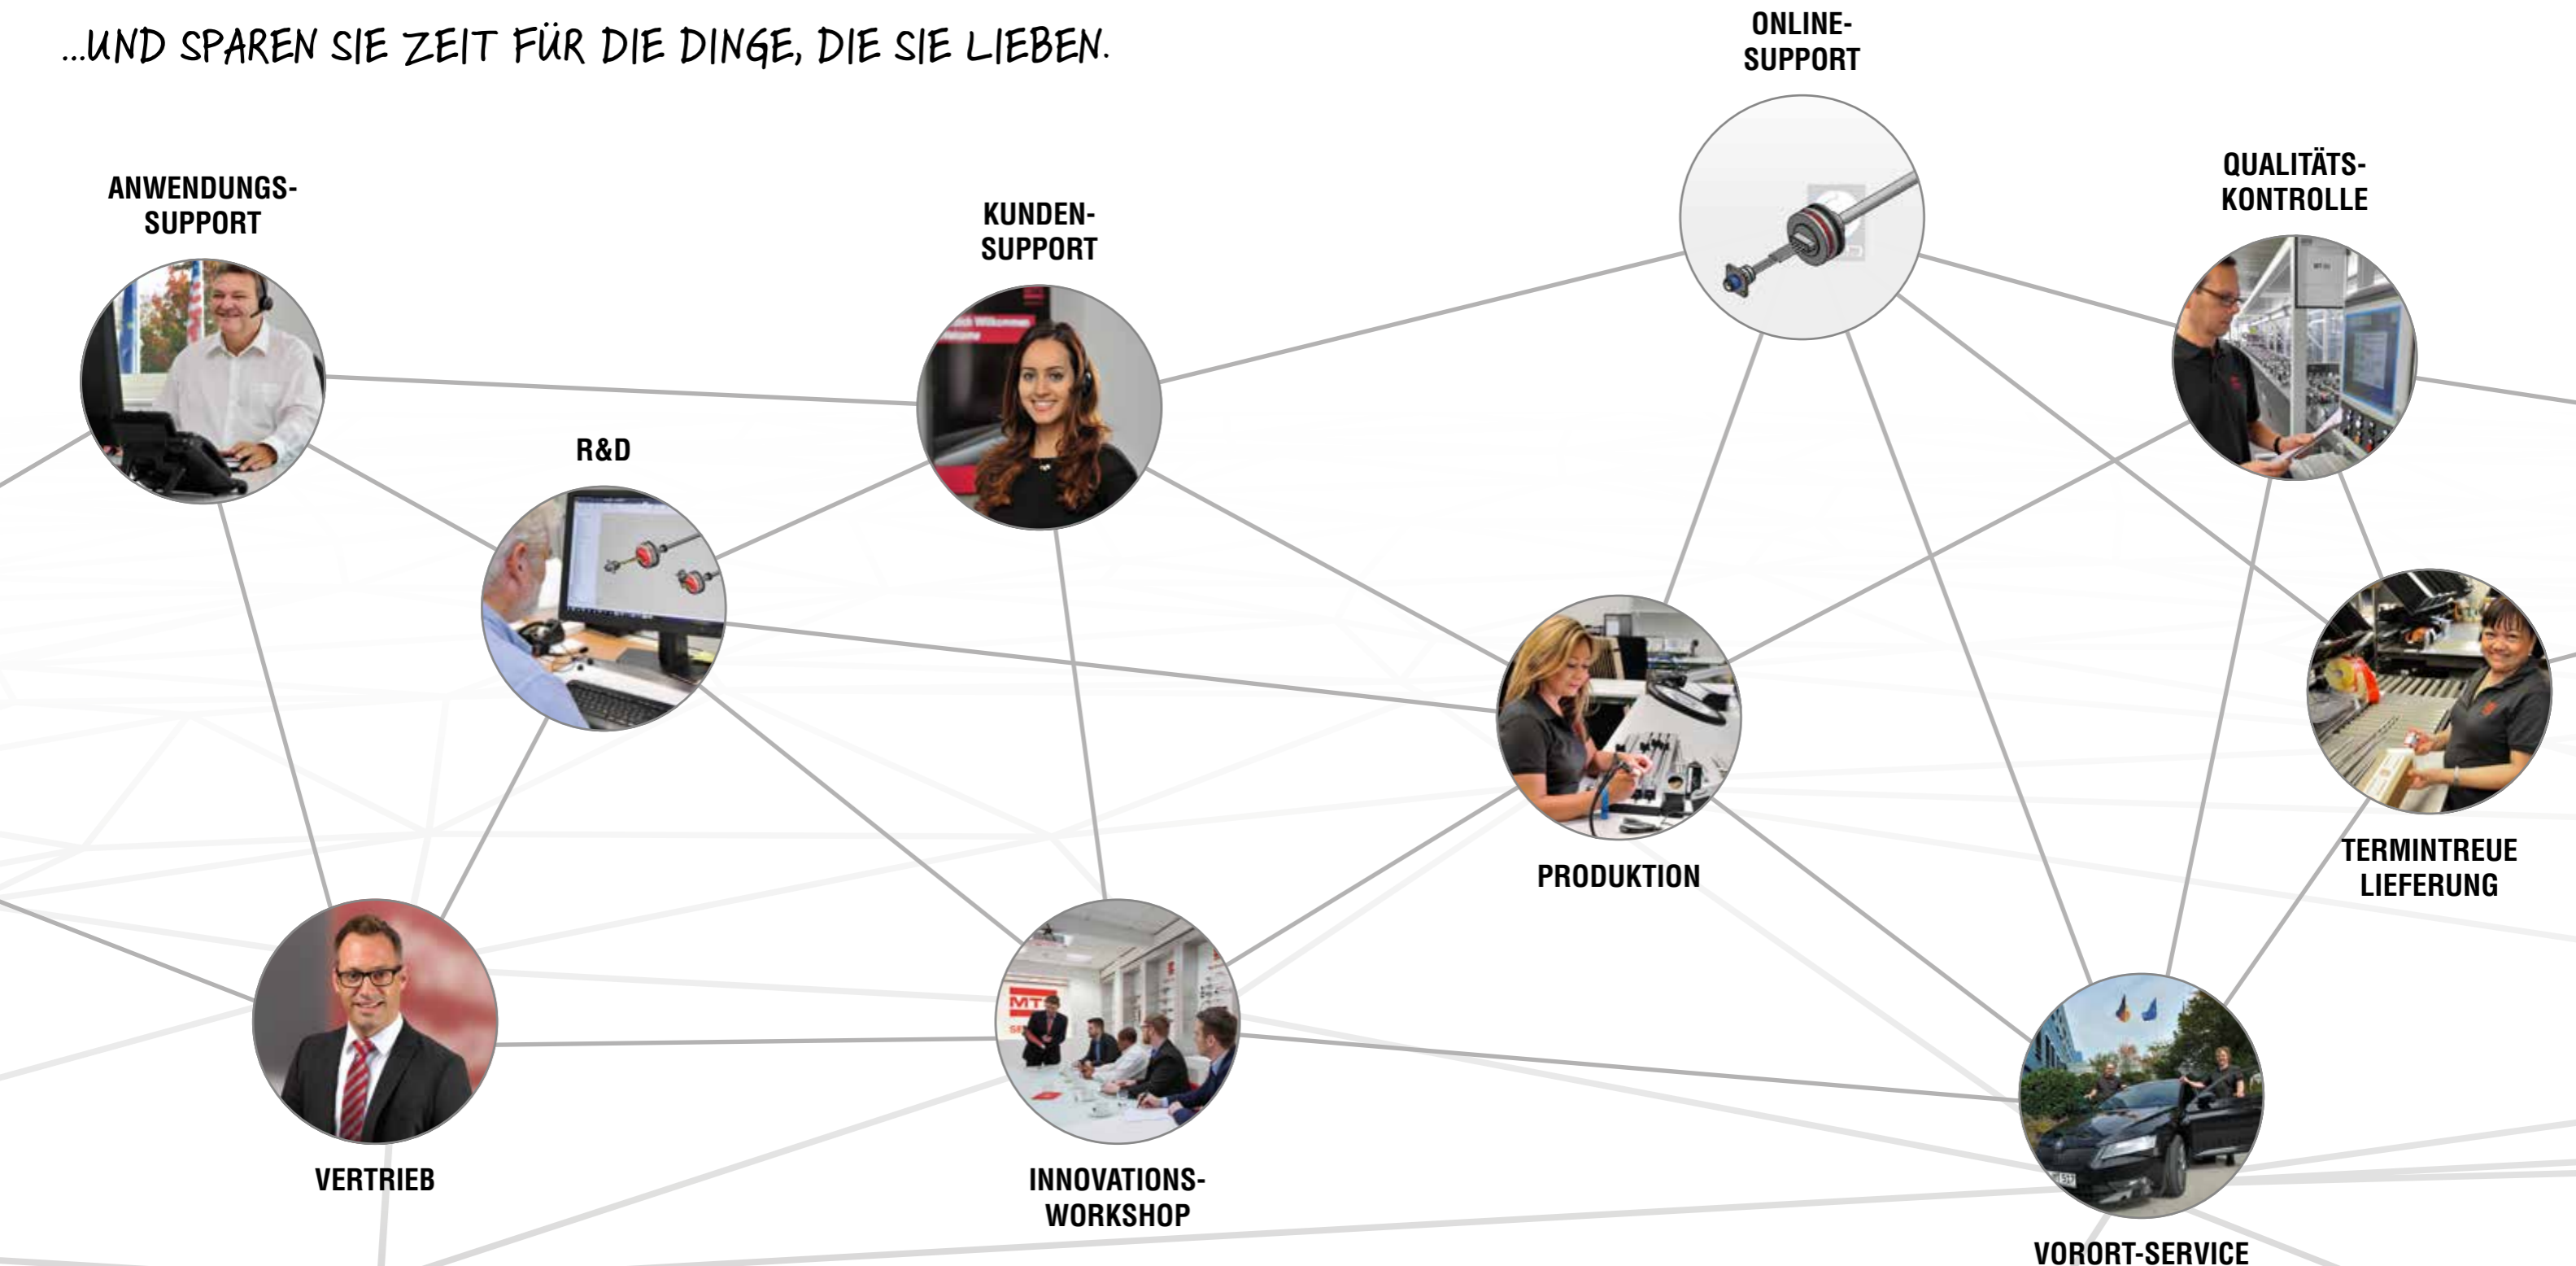 ...UND SPAREN SIE ZEIT FÜR DIE DINGE, DIE SIE LIEBEN.
ONLINE-
SUPPORT
QUALITÄTS-
KONTROLLE
ANWENDUNGS-
SUPPORT
KUNDEN-
SUPPORT
R&D
PRODUKTION
TERMINTREUE
LIEFERUNG
MT
VERTRIEB
INNOVATIONS-
WORKSHOP
VORORT-SERVICE